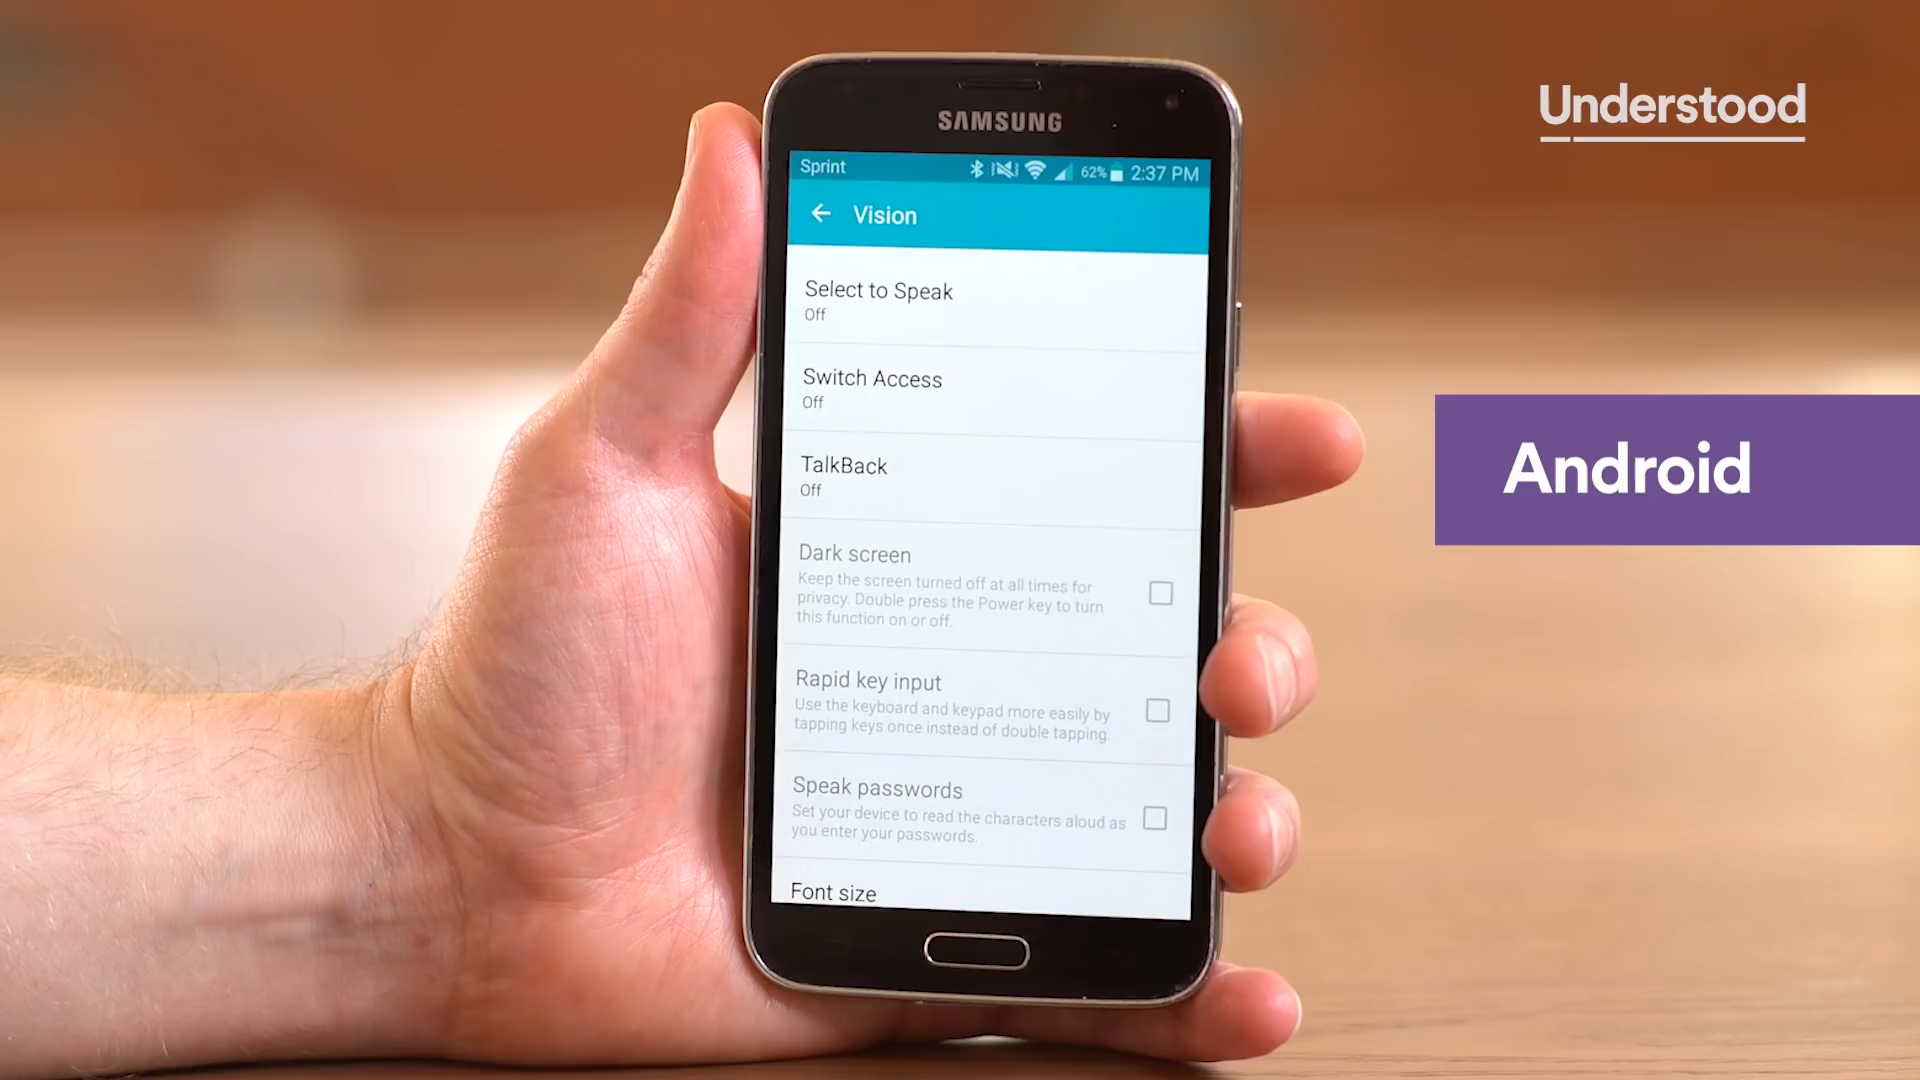 Understood
SAMSUNG
Sprint
62%
2:37 PM
Vision
Select to Speak
Off
Switch Access
Off
TalkBack
Off
Dark screen
Keep the screen turned off at all times for
privacy. Double press the Power key to turn
this function on or off.
Rapid key input
Use the keyboard and keypad more easily by
tapping keys once instead of double tapping.
Speak passwords
Set your device to read the characters aloud as
you enter your passwords.
Font size
Android